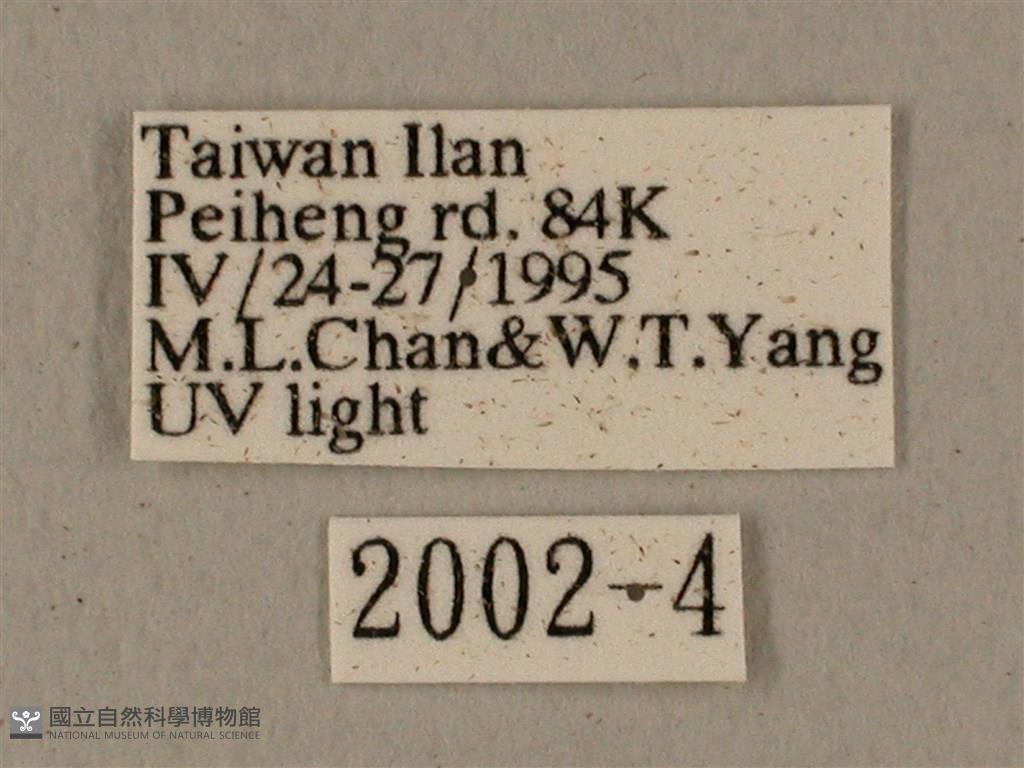 Taiwan Ilan
Peiheng rd. 84K
IV/24-27/1995
M.L.Chan&W.T.Yang
UV light
2002-4
國立自然科學博物館
NATIONAL MUSEUM OF NATURAL SCIENCE